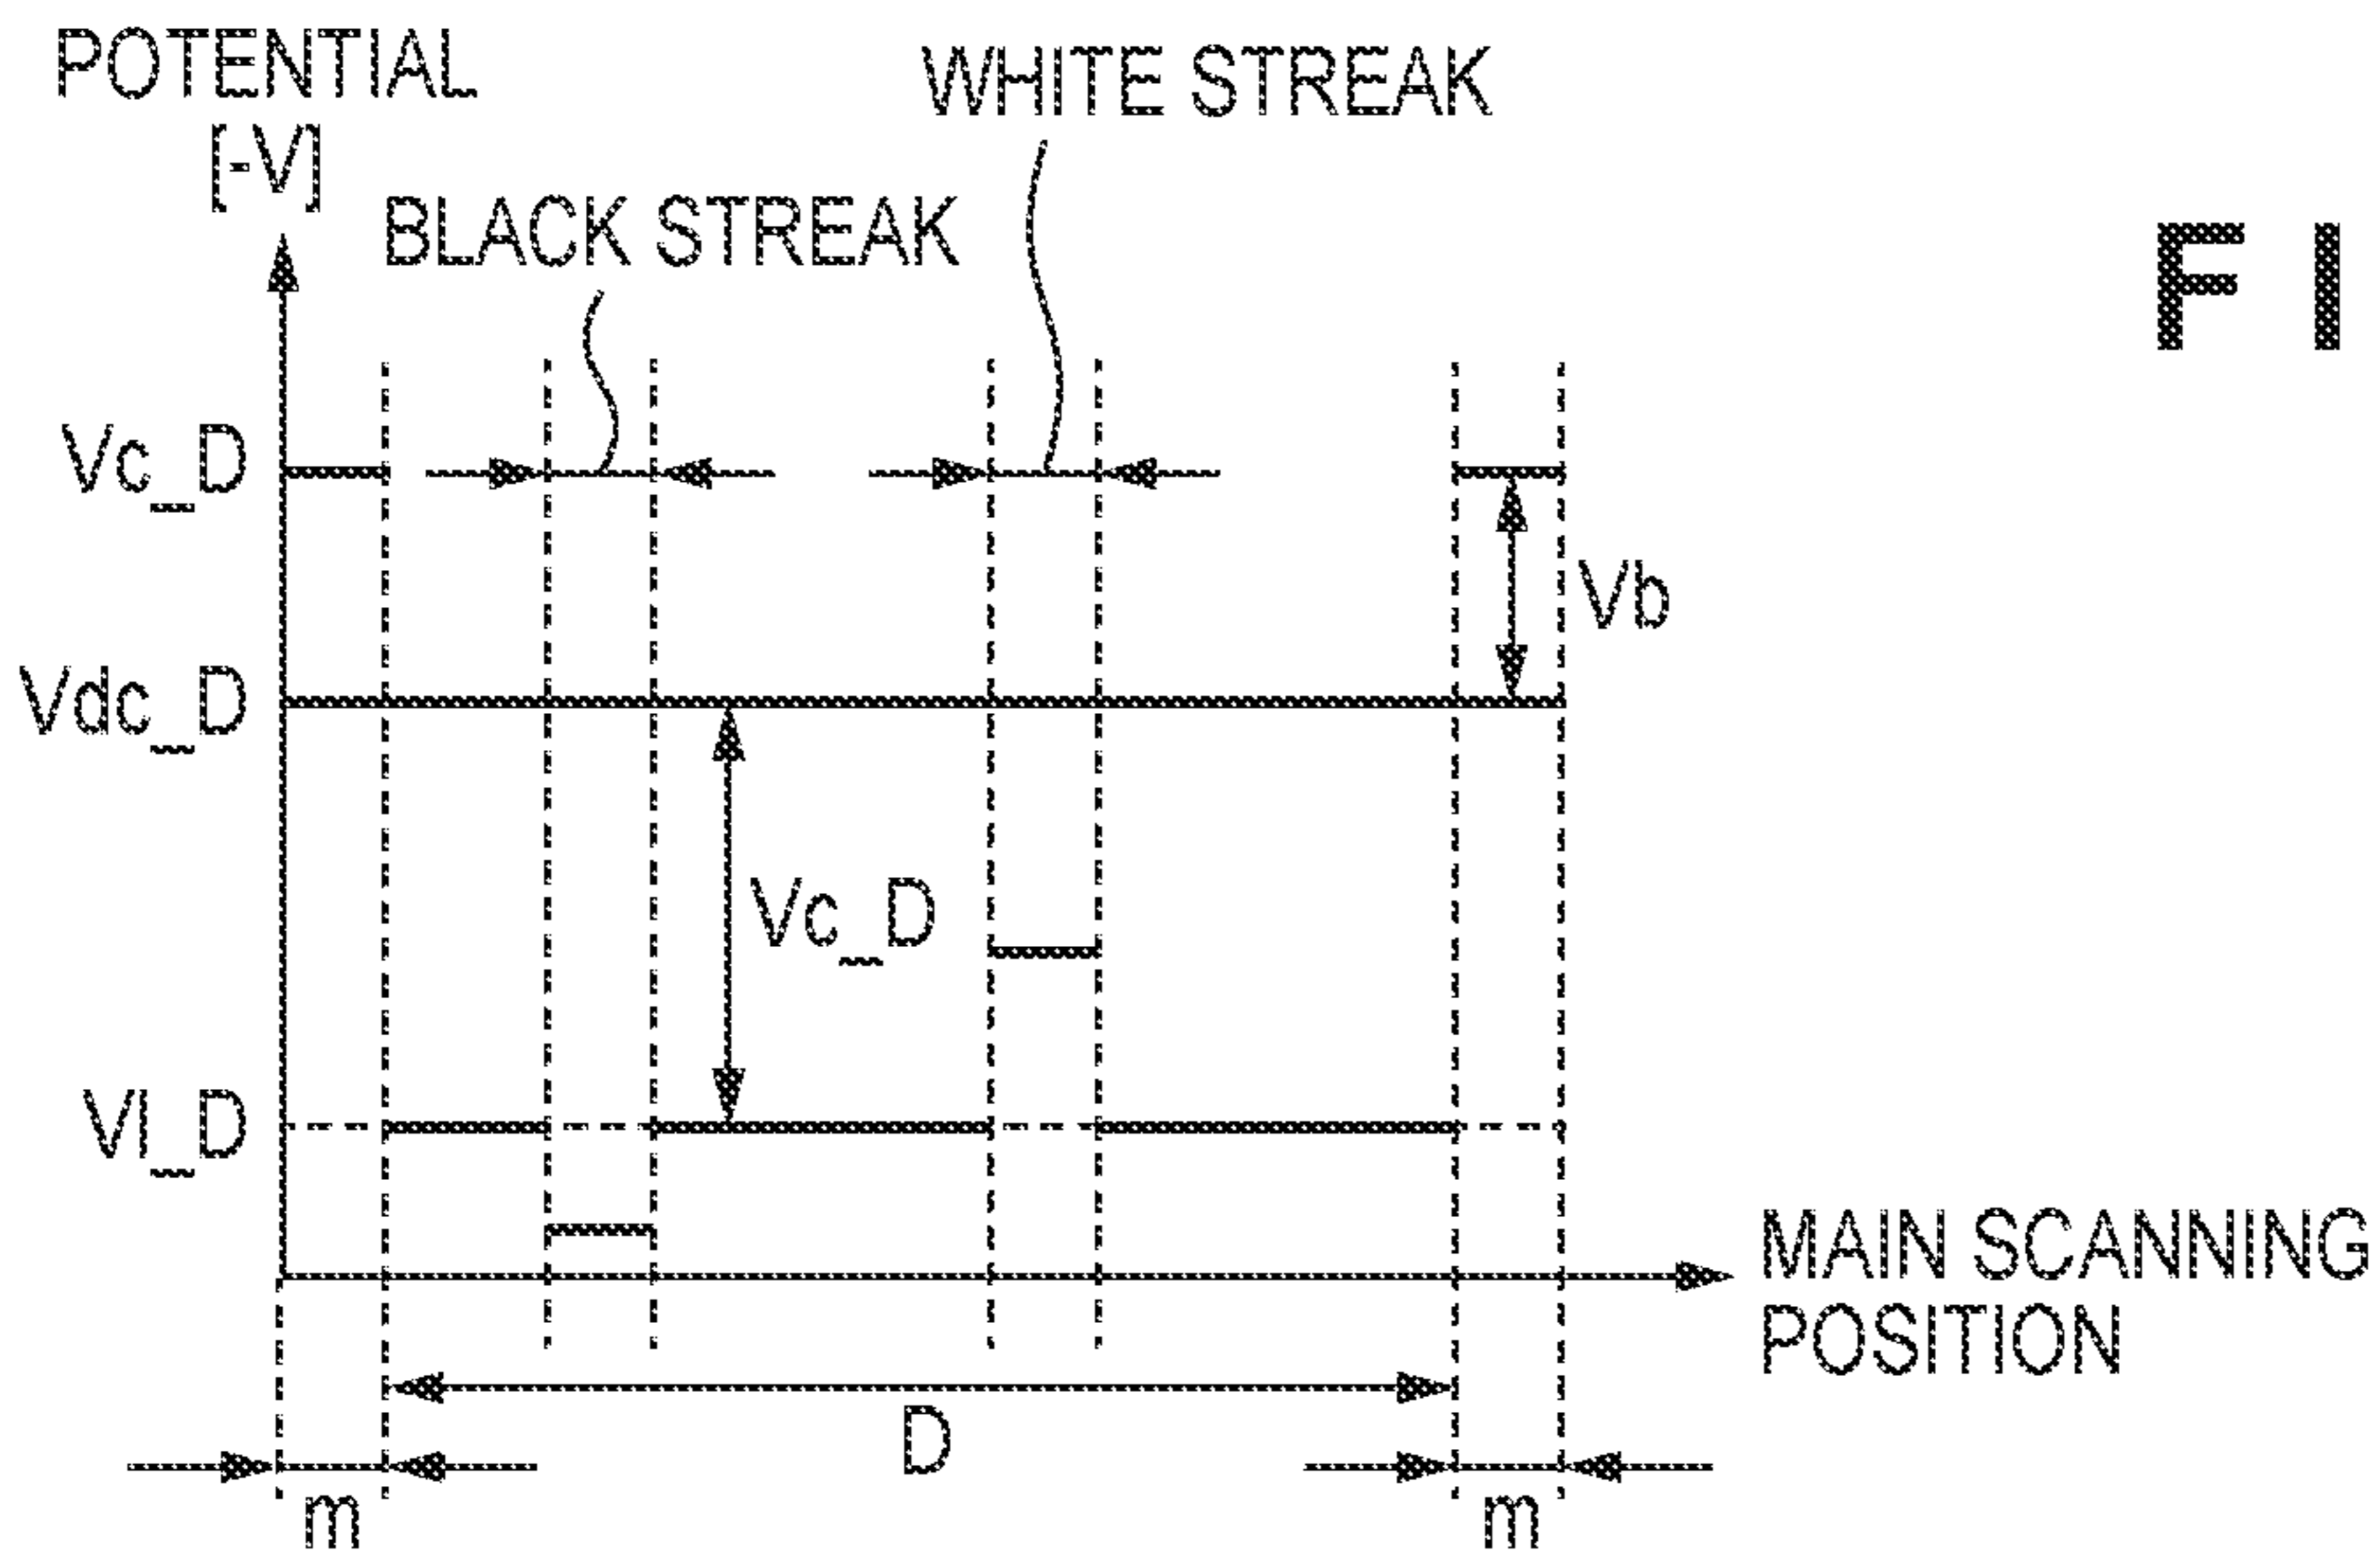 POTENTIAL
[-V]
WHITE STREAK
BLACK STREAK
FI
Vc_D
Vb
Vdc_D
Vc_D
Vl_D
MAIN SCANNING
POSITION
D
m
m